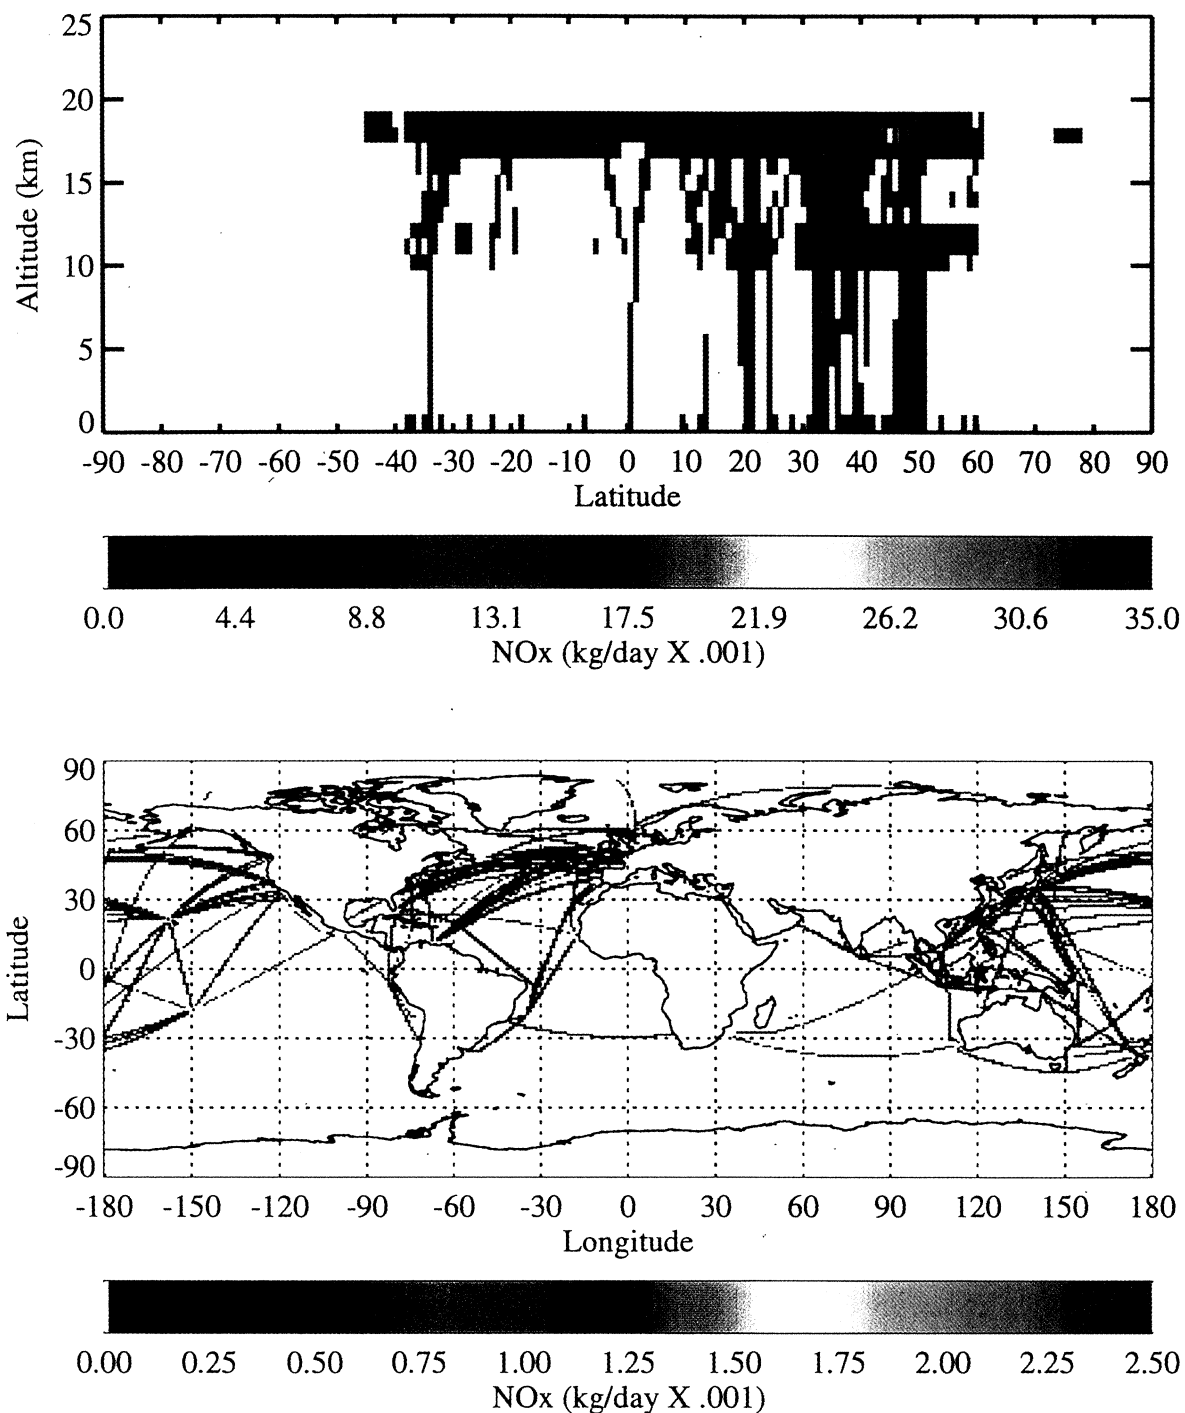 25
20
15
10
5
0
Altitude (km)
-90 -80 -70 -60 -50 -40 -30 -20 -10 0 10 20 30 40 50 60 70 80 90
Latitude
0.0 4.4 8.8 13.1 17.5 21.9 26.2 30.6 35.0
NOx (kg/day X .001)
90
60
30
0
-30
-60
-90
Latitude
-180 -150 -120 -90 -60 -30 0 30 60 90 120 150 180
Longitude
0.00 0.25 0.50 0.75 1.00 1.25 1.50 1.75 2.00 2.25 2.50
NOx (kg/day X .001)